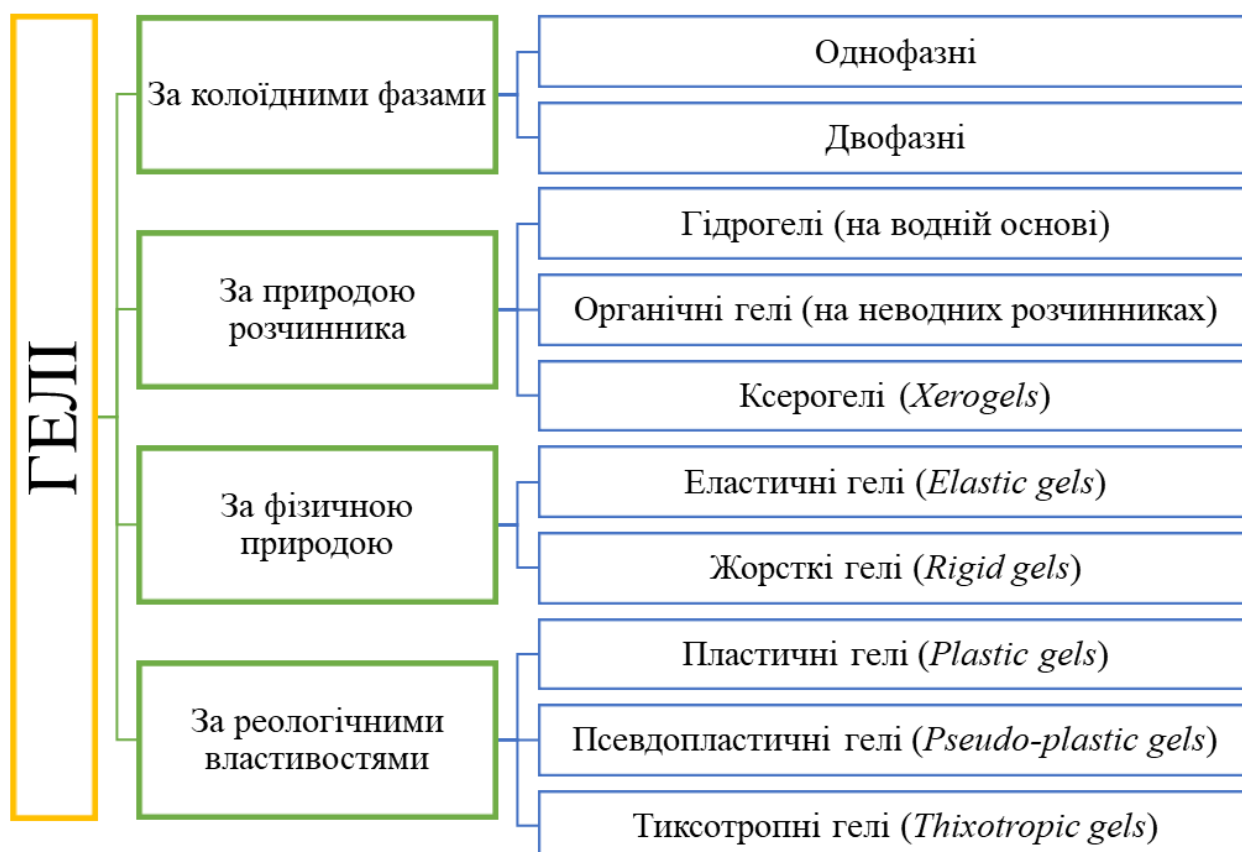 ГЕЛІ
За колоїдними фазами
Однофазні
Двофазні
За природою
розчинника
Гідрогелі (на водній основі)
Органічні гелі (на неводних розчинниках)
Ксерогелі (Xerogels)
За фізичною
природою
Еластичні гелі (Elastic gels)
Жорсткі гелі (Rigid gels)
За реологічними
властивостями
Пластичні гелі (Plastic gels)
Псевдопластичні гелі (Pseudo-plastic gels)
Тиксотропні гелі (Thixotropic gels)